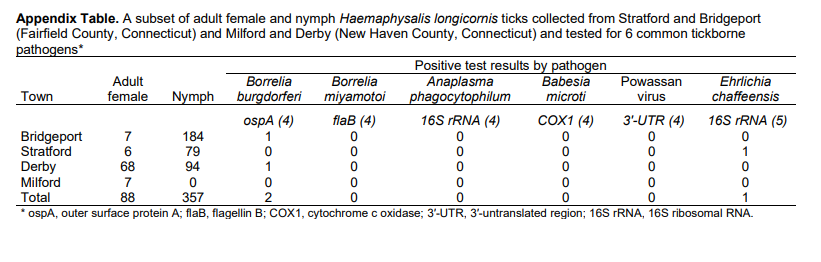 Appendix Table. A subset of adult female and nymph Haemaphysalis longicornis ticks collected from Stratford and Bridgeport
(Fairfield County, Connecticut) and Milford and Derby (New Haven County, Connecticut) and tested for 6 common tickborne
pathogens*
Positive test results by pathogen
Adult Borrelia Borrelia Anaplasma Babesia Powassan Ehrlichia
Town female Nymph burgdorferi miyamotoi phagocytophilum microti virus chaffeensis
ospA (4) flaB (4) 16S rRNA (4) COX1 (4) 3'-UTR (4) 16S rRNA (5)
Bridgeport 7 184 1 0 0 0 0 0
Stratford 6 79 0 0 0 0 0 1
Derby 68 94 1 0 0 0 0 0
Milford 7 0 0 0 0 0 0 0
Total 88 357 2 0 0 0 0 1
* ospA, outer surface protein A; flaB, flagellin B; COX1, cytochrome c oxidase; 3'-UTR, 3'-untranslated region; 16S rRNA, 16S ribosomal RNA.